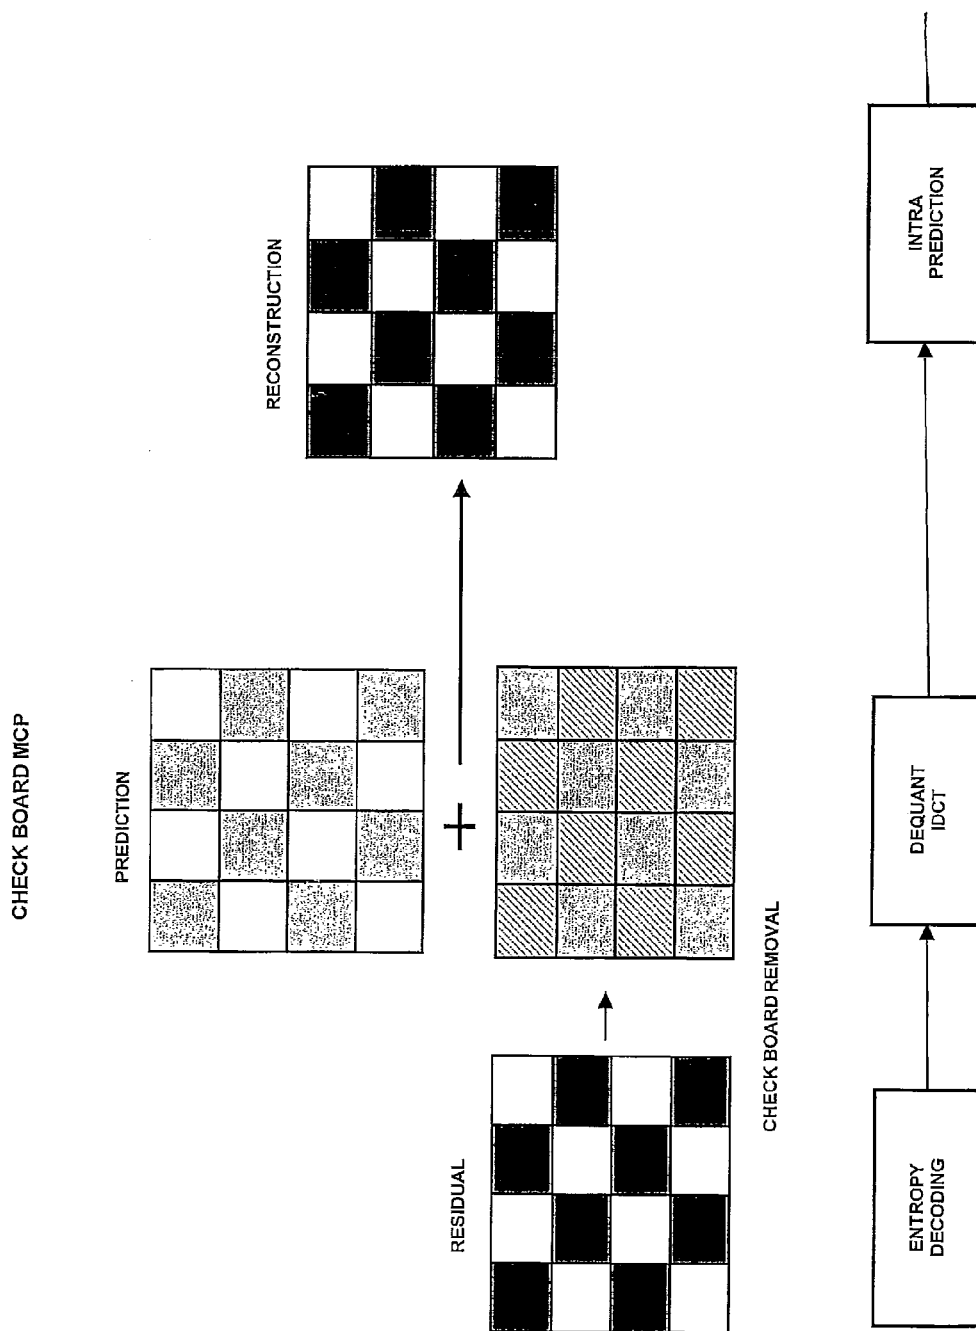 CHECK BOARD MCP
PREDICTION
RECONSTRUCTION
RESIDUAL
CHECK BOARD REMOVAL
ENTROPY
DECODING
DEQUANT
IDCT
INTRA
PREDICTION